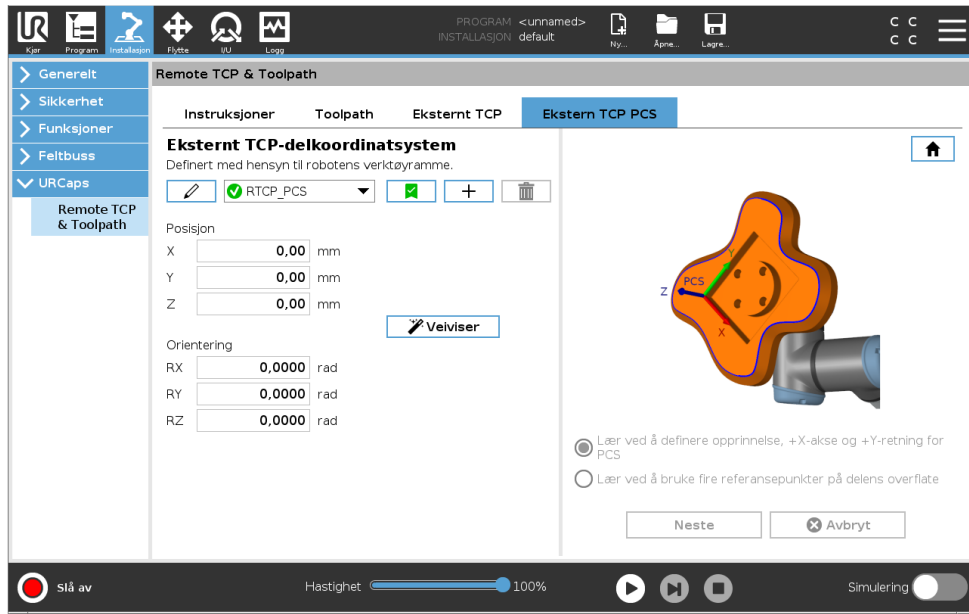 PROGRAM <unnamed>
INSTALLASJON default
Kjør
Program
Installasjon
Flytte
I/U
Logg
Ny...
Åpne...
Lagre...
C C
C C
Generelt
Sikkerhet
Funksjoner
Feltbuss
URCaps
Remote TCP
& Toolpath
Remote TCP & Toolpath
Instruksjoner
Toolpath
Eksternt TCP
Ekstern TCP PCS
Eksternt TCP-delkoordinatsystem
Definert med hensyn til robotens verktøyramme.
RTCP_PCS
Posisjon
X 0,00 mm
Y 0,00 mm
Z 0,00 mm
Veiviser
Orientering
RX 0,0000 rad
RY 0,0000 rad
RZ 0,0000 rad
Y
PCS
Z
X
Lær ved å definere opprinnelse, +X-akse og +Y-retning for
PCS
Lær ved å bruke fire referansepunkter på delens overflate
Neste
Avbryt
Slå av
Hastighet
100%
Simulering